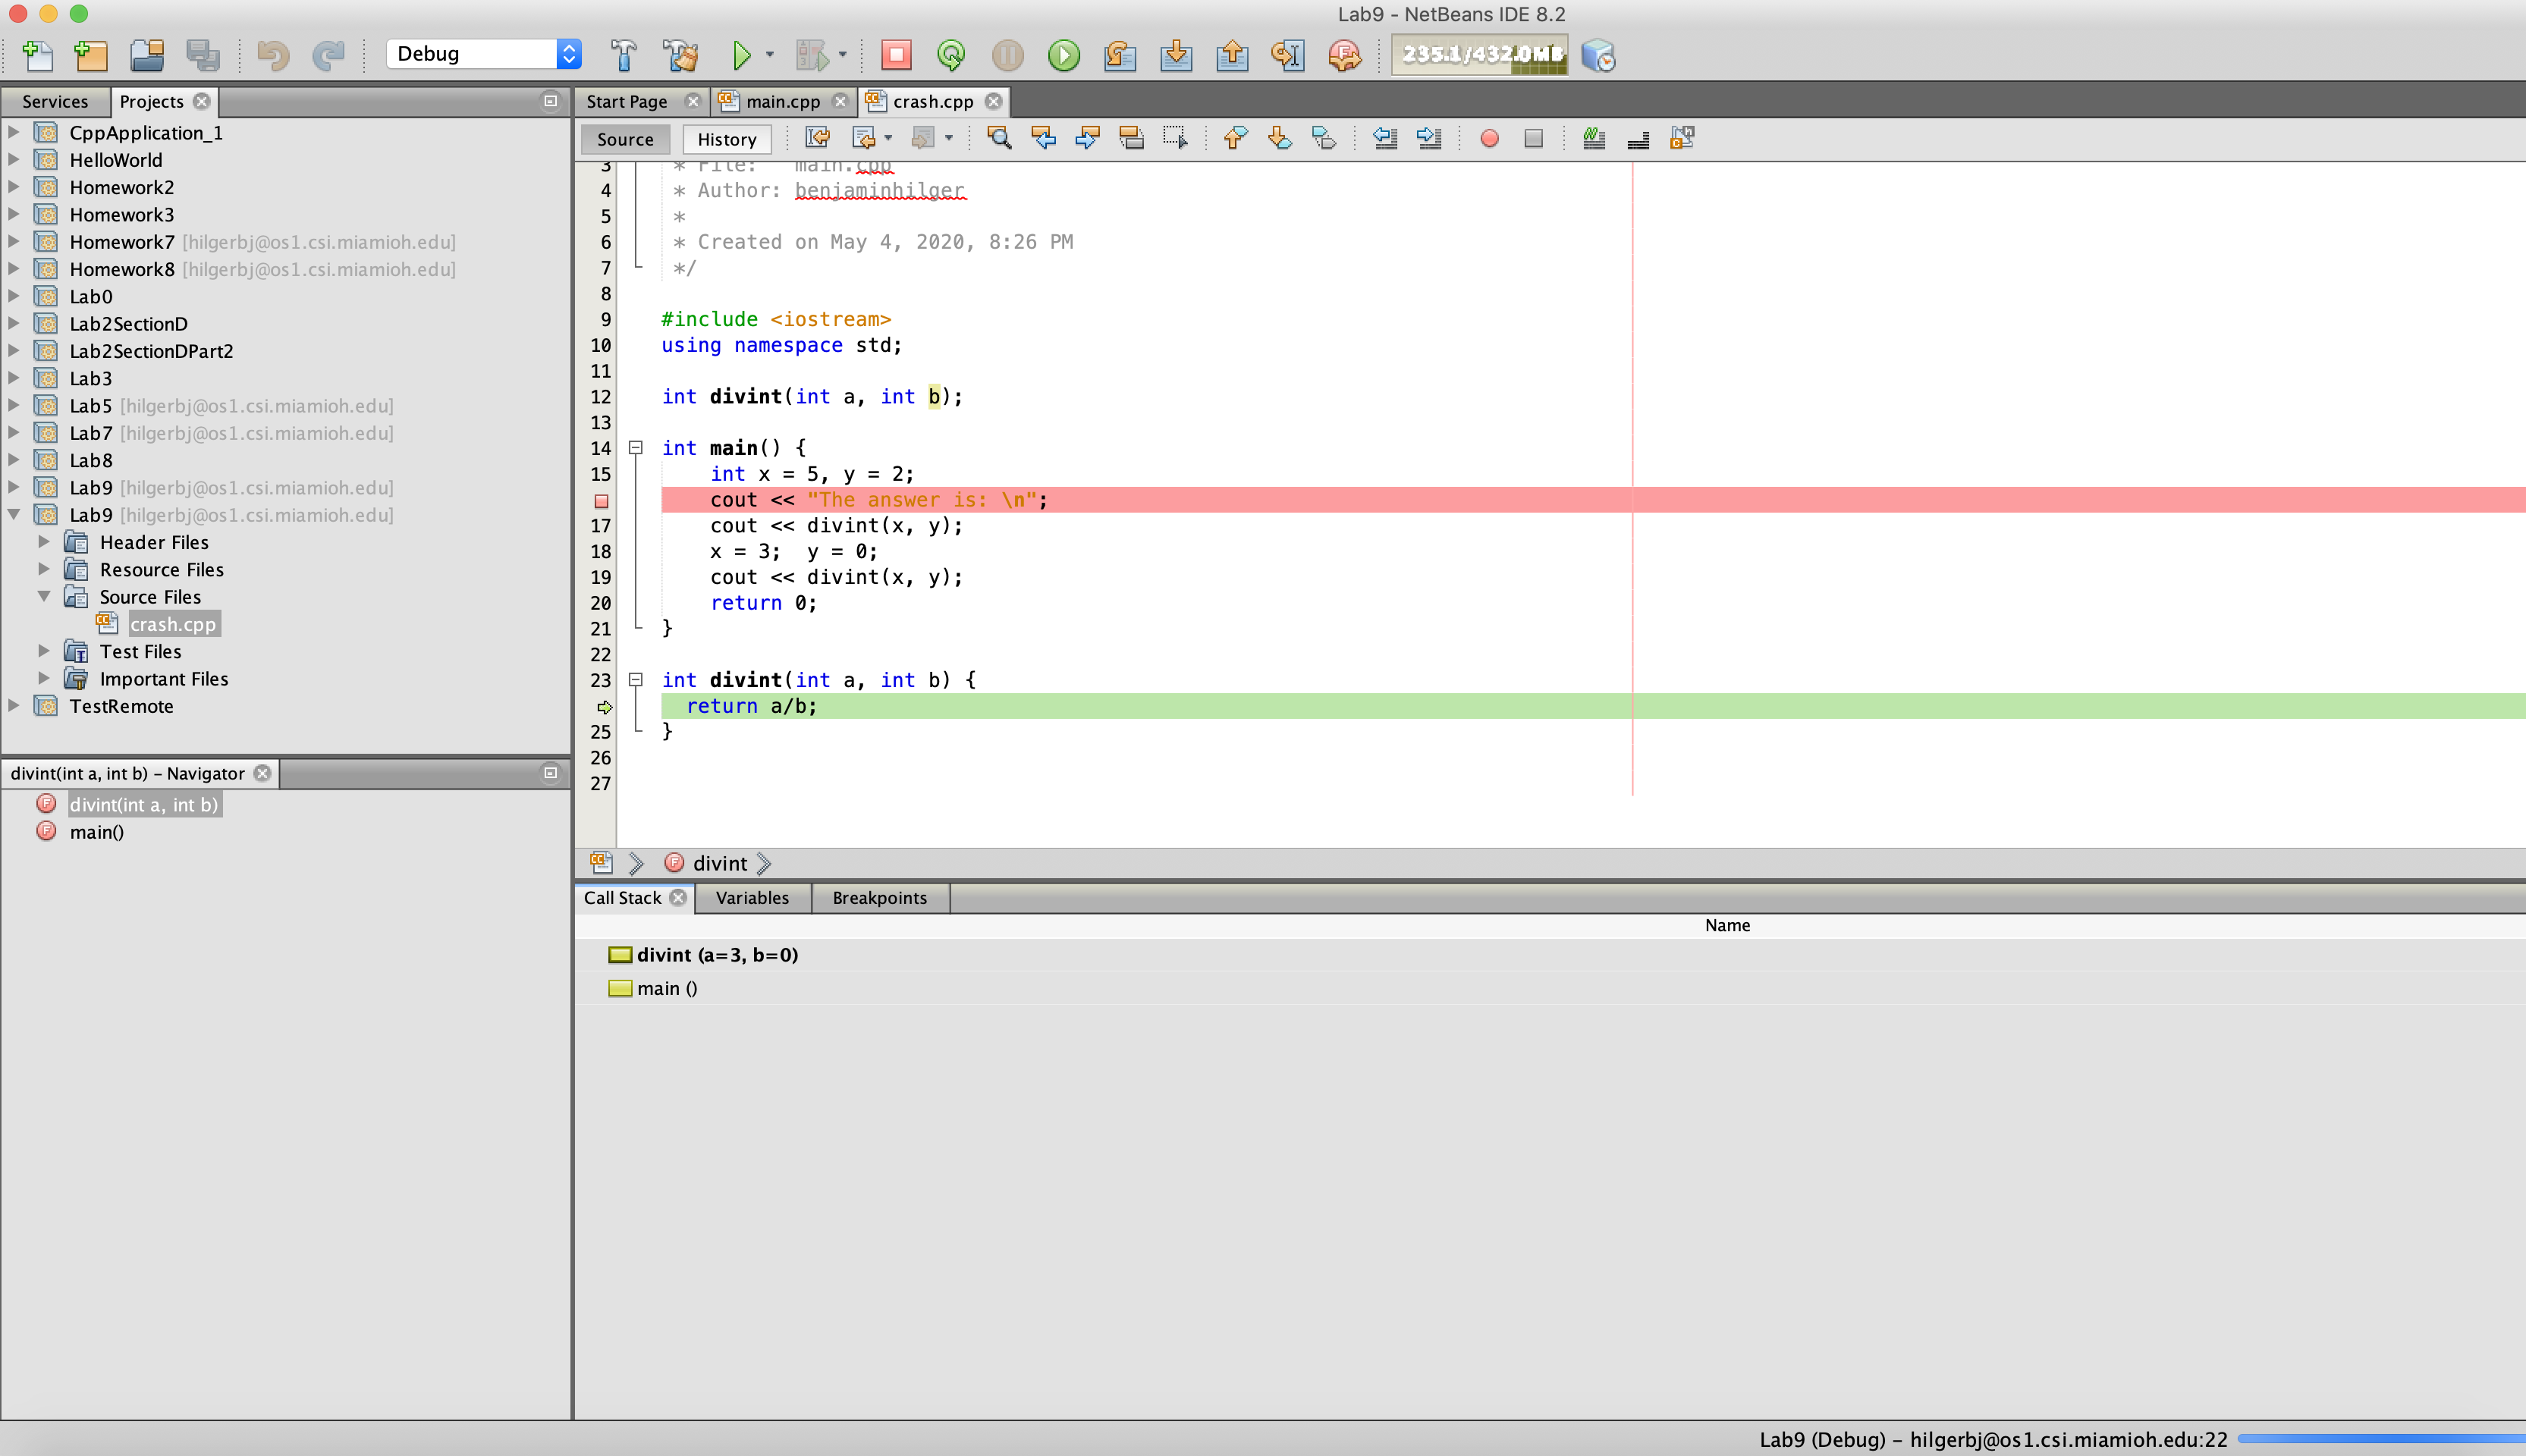 Lab9 - NetBeans IDE 8.2
Debug
235.1/432.0MB
Services Projects
Start Page main.cpp crash.cpp
Source History
CppApplication_1
HelloWorld
Homework2
Homework3
Homework7 [hilgerbj@os1.csi.miamioh.edu]
Homework8 [hilgerbj@os1.csi.miamioh.edu]
Lab0
Lab2SectionD
Lab2SectionDPart2
Lab3
Lab5 [hilgerbj@os1.csi.miamioh.edu]
Lab7 [hilgerbj@os1.csi.miamioh.edu]
Lab8
Lab9 [hilgerbj@os1.csi.miamioh.edu]
Lab9 [hilgerbj@os1.csi.miamioh.edu]
Header Files
Resource Files
Source Files
crash.cpp
Test Files
Important Files
TestRemote
divint(int a, int b) – Navigator
divint(int a, int b)
main()
3 * File: main.cpp
4 * Author: benjaminhilger
5 *
6 * Created on May 4, 2020, 8:26 PM
7 */
8
9 #include <iostream>
10 using namespace std;
11
12 int divint(int a, int b);
13
14 int main() {
15 int x = 5, y = 2;
cout << "The answer is: \n";
17 cout << divint(x, y);
18 x = 3; y = 0;
19 cout << divint(x, y);
20 return 0;
21 }
22
23 int divint(int a, int b) {
return a/b;
25 }
26
27
divint
Call Stack Variables Breakpoints
Name
divint (a=3, b=0)
main ()
Lab9 (Debug) – hilgerbj@os1.csi.miamioh.edu:22